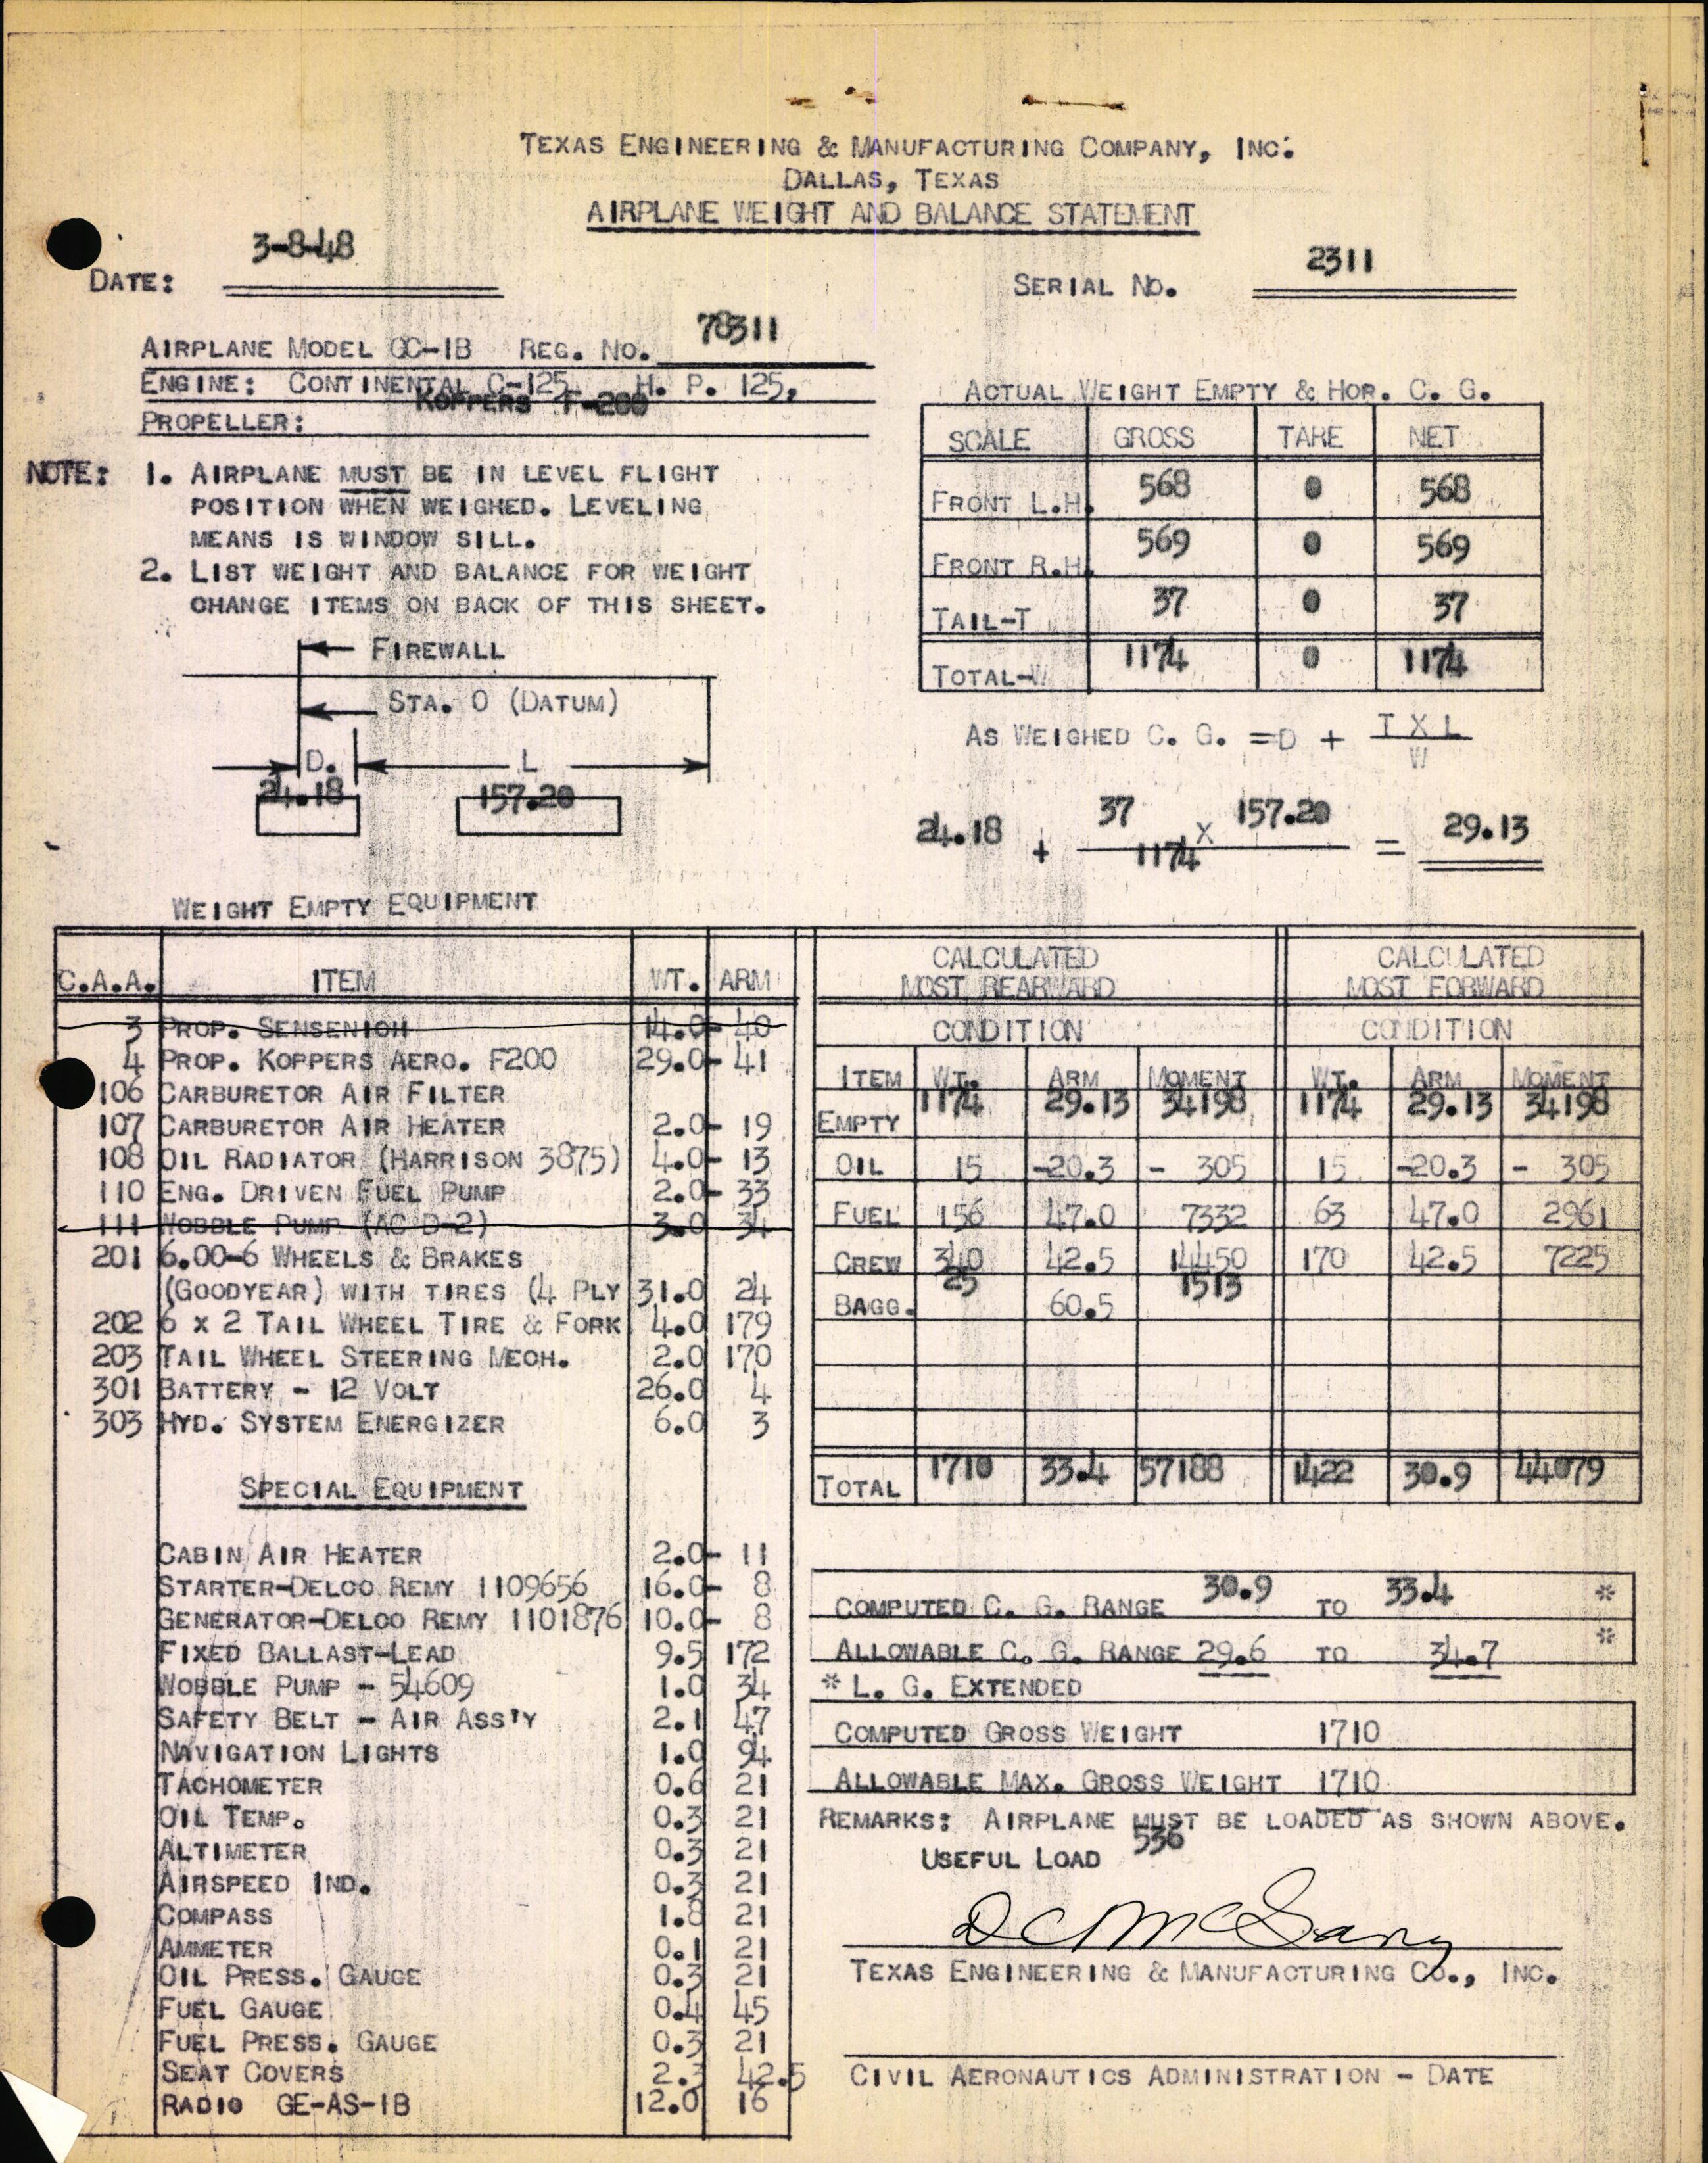 TEXAS ENGINEERING & MANUFACTURING COMPANY, INC.
DALLAS, TEXAS
AIRPLANE WEIGHT AND BALANCE STATEMENT
DATE: 3-8-48
SERIAL NO. 2311
AIRPLANE MODEL GC-1B REG. NO. 78311
ENGINE: CONTINENTAL C-125 H. P. 125,
PROPELLER: KOPPERS F-200
NOTE: 1. AIRPLANE MUST BE IN LEVEL FLIGHT
POSITION WHEN WEIGHED. LEVELING
MEANS IS WINDOW SILL.
2. LIST WEIGHT AND BALANCE FOR WEIGHT
CHANGE ITEMS ON BACK OF THIS SHEET.
FIREWALL
STA. 0 (DATUM)
D. L
24.18 157.20
ACTUAL WEIGHT EMPTY & HOR. C. G.
SCALE GROSS TARE NET
FRONT L.H. 568 0 568
FRONT R.H. 569 0 569
TAIL-T 37 0 37
TOTAL-W 1174 0 1174
AS WEIGHED C. G. = D + T X L
W
24.18 + 37 X 157.20 = 29.13
1174
WEIGHT EMPTY EQUIPMENT
C.A.A. ITEM WT. ARM
3 PROP. SENSENICH 14.0 - 40
4 PROP. KOPPERS AERO. F200 29.0 - 41
106 CARBURETOR AIR FILTER
107 CARBURETOR AIR HEATER 2.0 - 19
108 OIL RADIATOR (HARRISON 3875) 4.0 - 13
110 ENG. DRIVEN FUEL PUMP 2.0 - 33
111 WOBBLE PUMP (AC D-2) 3.0 34
201 6.00-6 WHEELS & BRAKES
(GOODYEAR) WITH TIRES (4 PLY 31.0 24
202 6 X 2 TAIL WHEEL TIRE & FORK 4.0 179
203 TAIL WHEEL STEERING MECH. 2.0 170
301 BATTERY - 12 VOLT 26.0 4
303 HYD. SYSTEM ENERGIZER 6.0 3
SPECIAL EQUIPMENT
CABIN AIR HEATER 2.0 - 11
STARTER-DELCO REMY 1109656 16.0 - 8
GENERATOR-DELCO REMY 1101876 10.0 - 8
FIXED BALLAST-LEAD 9.5 172
WOBBLE PUMP - 54609 1.0 34
SAFETY BELT - AIR ASS'Y 2.1 47
NAVIGATION LIGHTS 1.0 94
TACHOMETER 0.6 21
OIL TEMP. 0.3 21
ALTIMETER 0.3 21
AIRSPEED IND. 0.3 21
COMPASS 1.8 21
AMMETER 0.1 21
OIL PRESS. GAUGE 0.3 21
FUEL GAUGE 0.4 45
FUEL PRESS. GAUGE 0.3 21
SEAT COVERS 2.3 42.5
RADIO GE-AS-1B 12.0 16
CALCULATED CALCULATED
MOST REARWARD MOST FORWARD
CONDITION CONDITION
ITEM WT. ARM MOMENT WT. ARM MOMENT
EMPTY 1174 29.13 34198 1174 29.13 34198
OIL 15 -20.3 - 305 15 -20.3 - 305
FUEL 156 47.0 7332 63 47.0 2961
CREW 340 42.5 14450 170 42.5 7225
BAGG. 25 60.5 1513
TOTAL 1710 33.4 57188 1422 30.9 44079
COMPUTED C. G. RANGE 30.9 TO 33.4 *
ALLOWABLE C. G. RANGE 29.6 TO 34.7 *
* L. G. EXTENDED
COMPUTED GROSS WEIGHT 1710
ALLOWABLE MAX. GROSS WEIGHT 1710
REMARKS: AIRPLANE MUST BE LOADED AS SHOWN ABOVE.
USEFUL LOAD 536
TEXAS ENGINEERING & MANUFACTURING CO., INC.
CIVIL AERONAUTICS ADMINISTRATION - DATE